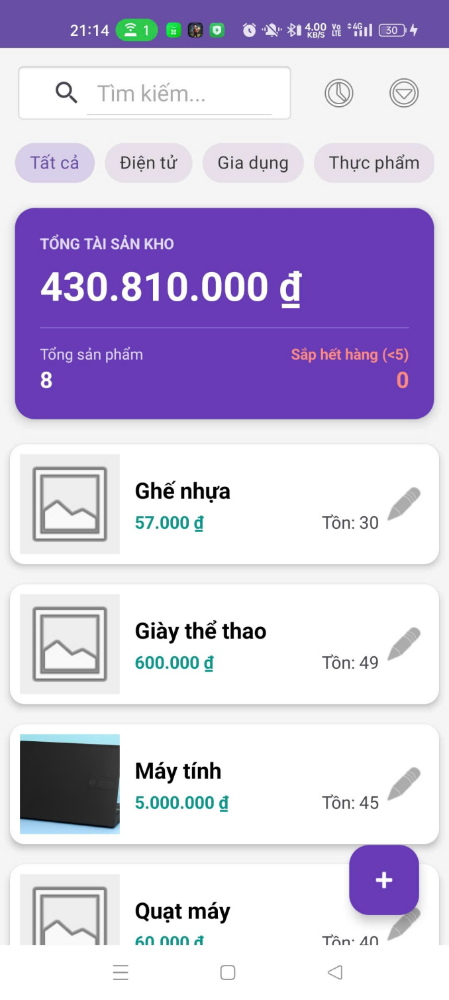 21:14 1 4.00 KB/S Vo LTE 4G 30
Tìm kiếm...
Tất cả Điện tử Gia dụng Thực phẩm
TỔNG TÀI SẢN KHO
430.810.000 ₫
Tổng sản phẩm Sắp hết hàng (<5)
8 0
Ghế nhựa
57.000 ₫ Tồn: 30
Giày thể thao
600.000 ₫ Tồn: 49
Máy tính
5.000.000 ₫ Tồn: 45
+
Quạt máy
60.000 ₫ Tồn: 40